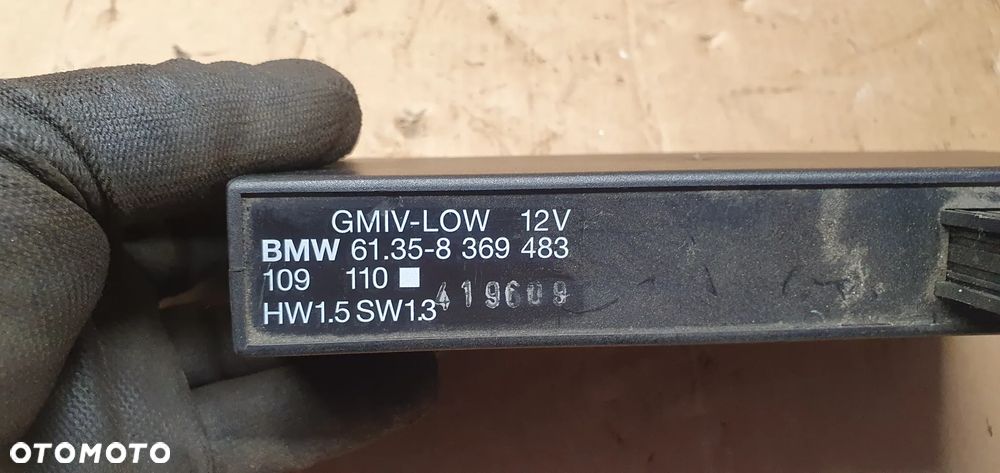 GMIV-LOW 12V
BMW 61.35-8 369 483
109 110
HW1.5 SW1.3 419609
OTOMOTO